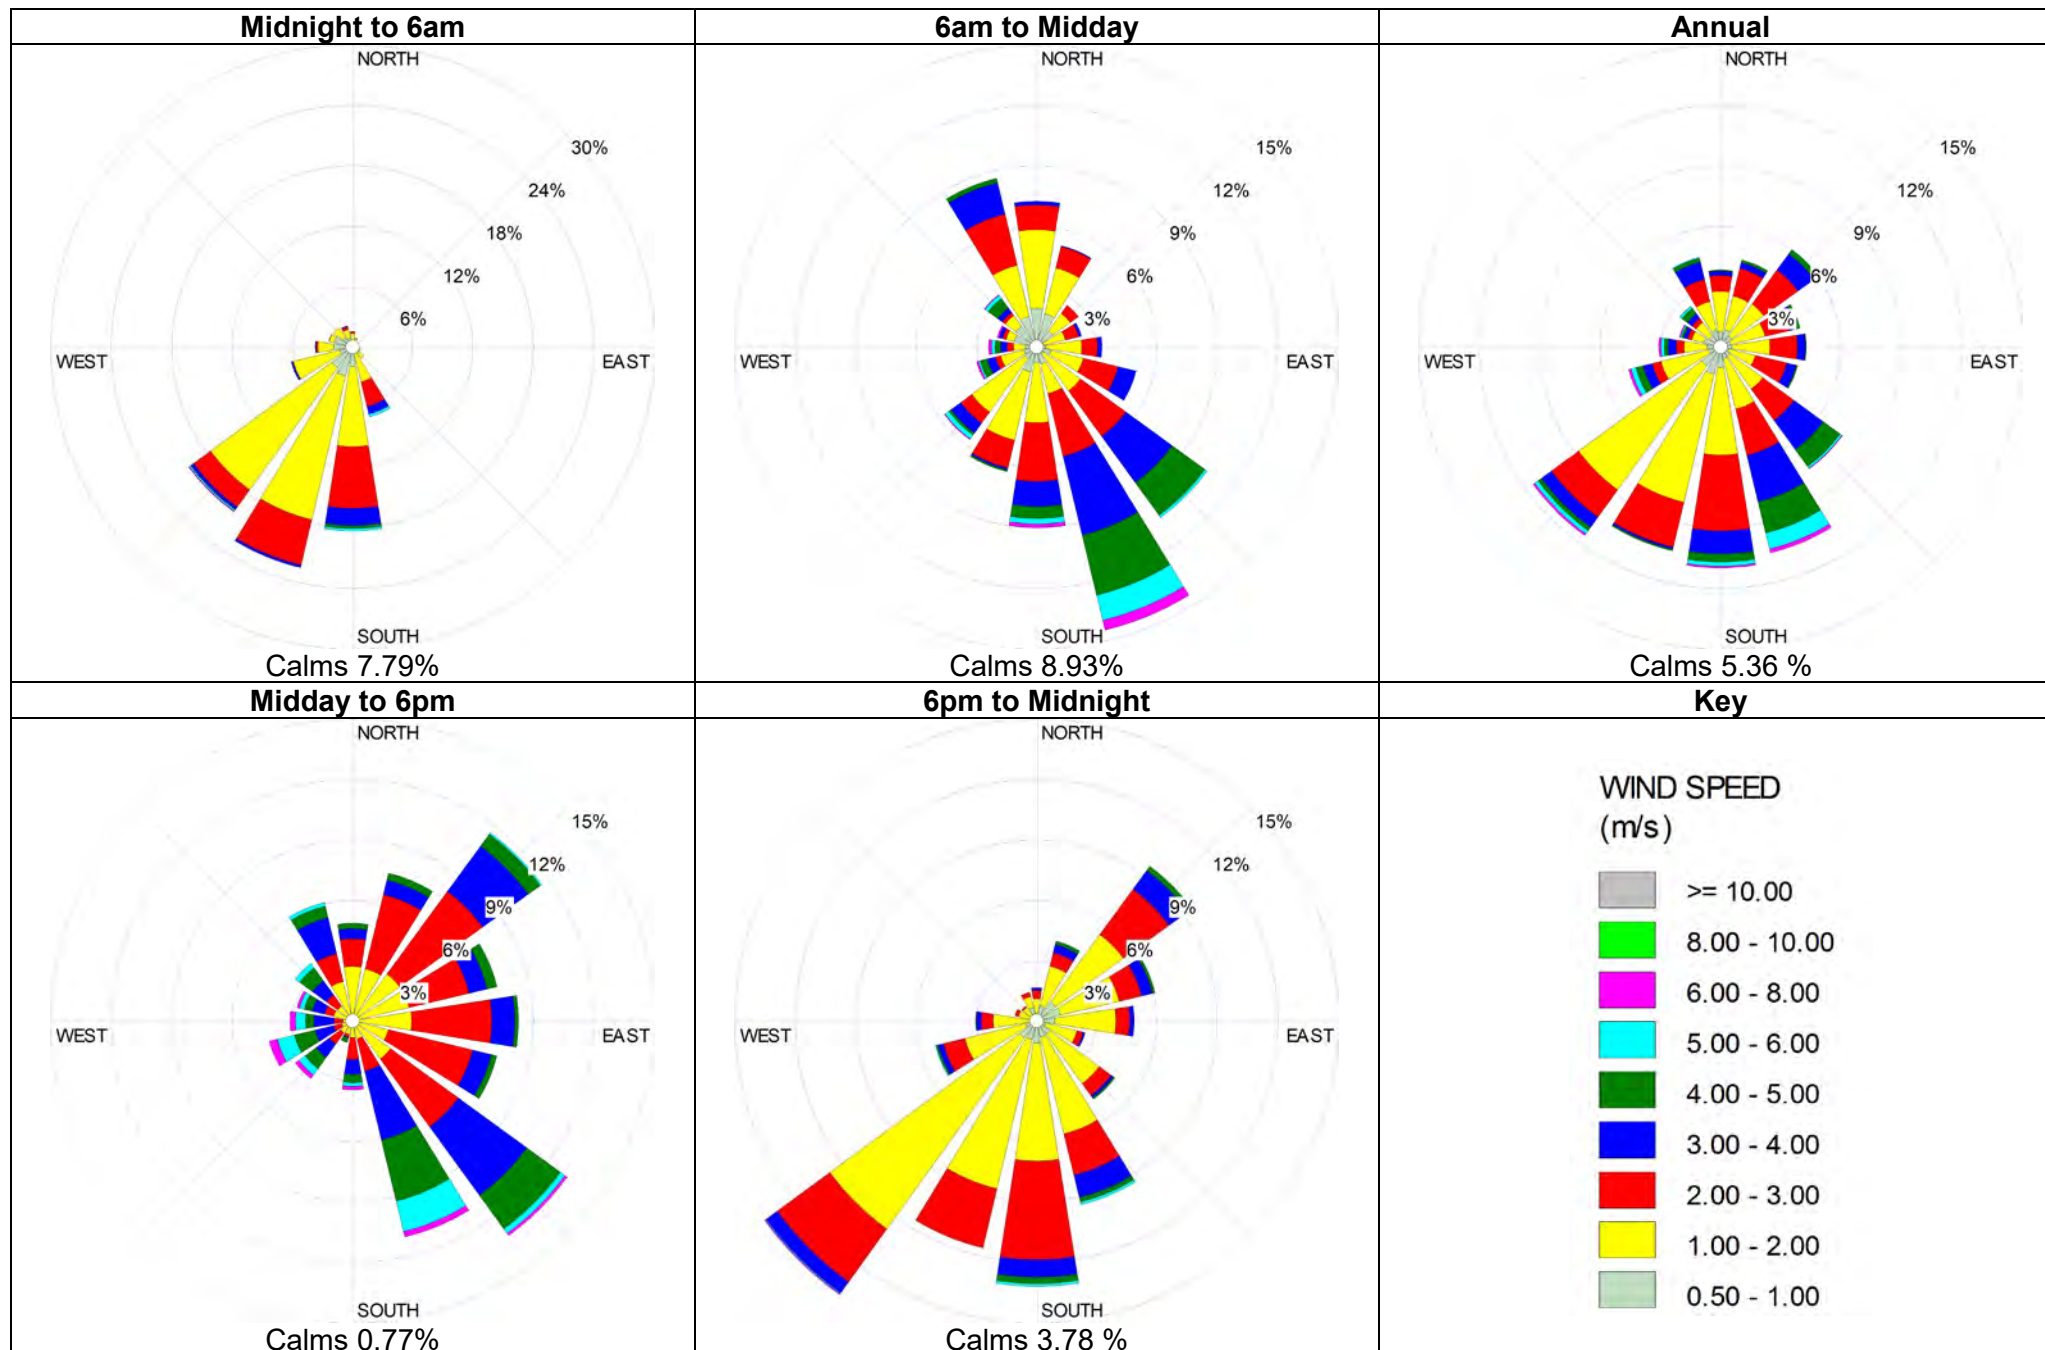 Midnight to 6am
NORTH
30%
24%
18%
12%
6%
WEST
EAST
SOUTH
Calms 7.79%
6am to Midday
NORTH
15%
12%
9%
6%
3%
WEST
EAST
SOUTH
Calms 8.93%
Annual
NORTH
15%
12%
9%
6%
3%
WEST
EAST
SOUTH
Calms 5.36 %
Midday to 6pm
NORTH
15%
12%
9%
6%
3%
WEST
EAST
SOUTH
Calms 0.77%
6pm to Midnight
NORTH
15%
12%
9%
6%
3%
WEST
EAST
SOUTH
Calms 3.78 %
Key
WIND SPEED
(m/s)
>= 10.00
8.00 - 10.00
6.00 - 8.00
5.00 - 6.00
4.00 - 5.00
3.00 - 4.00
2.00 - 3.00
1.00 - 2.00
0.50 - 1.00